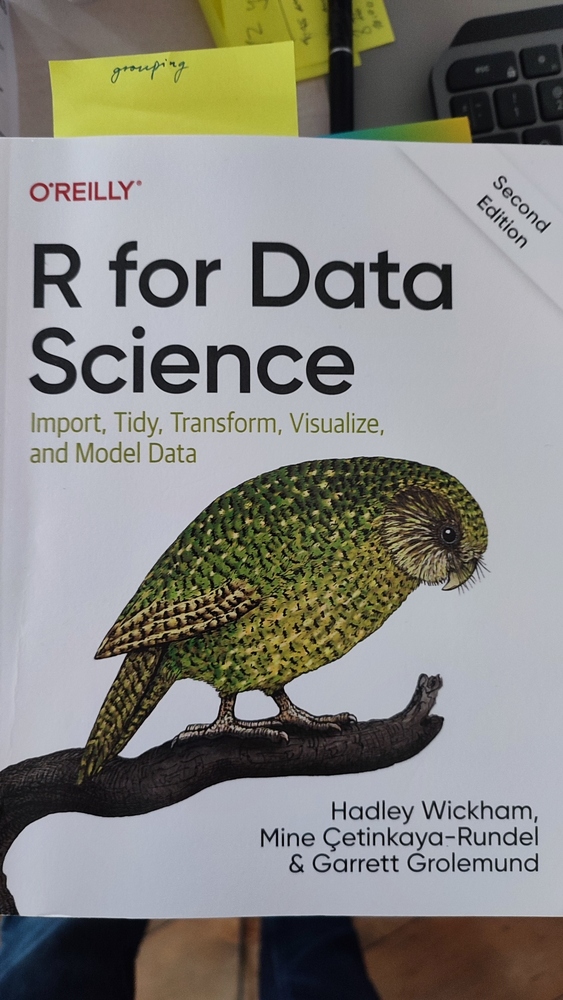 grouping
O'REILLY®
Second
Edition
R for Data
Science
Import, Tidy, Transform, Visualize,
and Model Data
Hadley Wickham,
Mine Çetinkaya-Rundel
& Garrett Grolemund